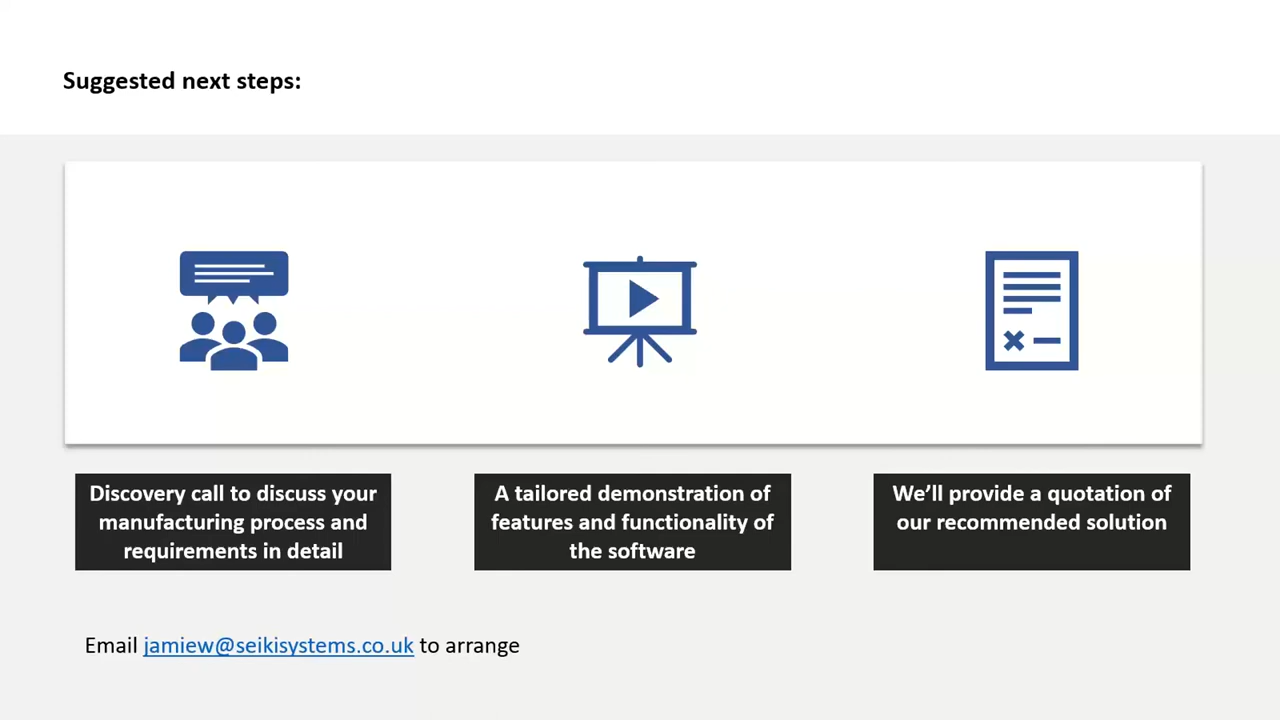 Suggested next steps:
Discovery call to discuss your
manufacturing process and
requirements in detail
A tailored demonstration of
features and functionality of
the software
We’ll provide a quotation of
our recommended solution
Email jamiew@seikisystems.co.uk to arrange